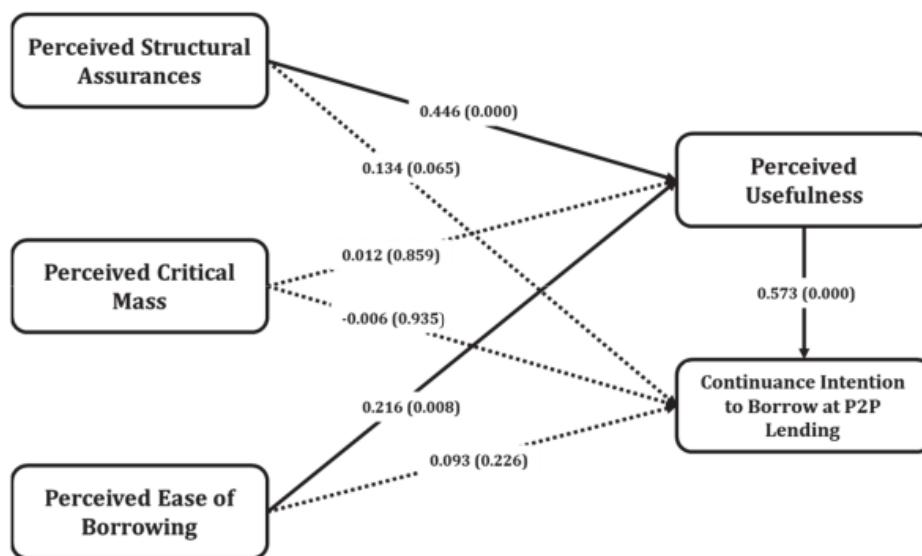 Perceived Structural
Assurances
0.446 (0.000)
0.134 (0.065)
Perceived
Usefulness
Perceived Critical
Mass
0.012 (0.859)
-0.006 (0.935)
0.573 (0.000)
Continuance Intention
to Borrow at P2P
Lending
0.216 (0.008)
0.093 (0.226)
Perceived Ease of
Borrowing